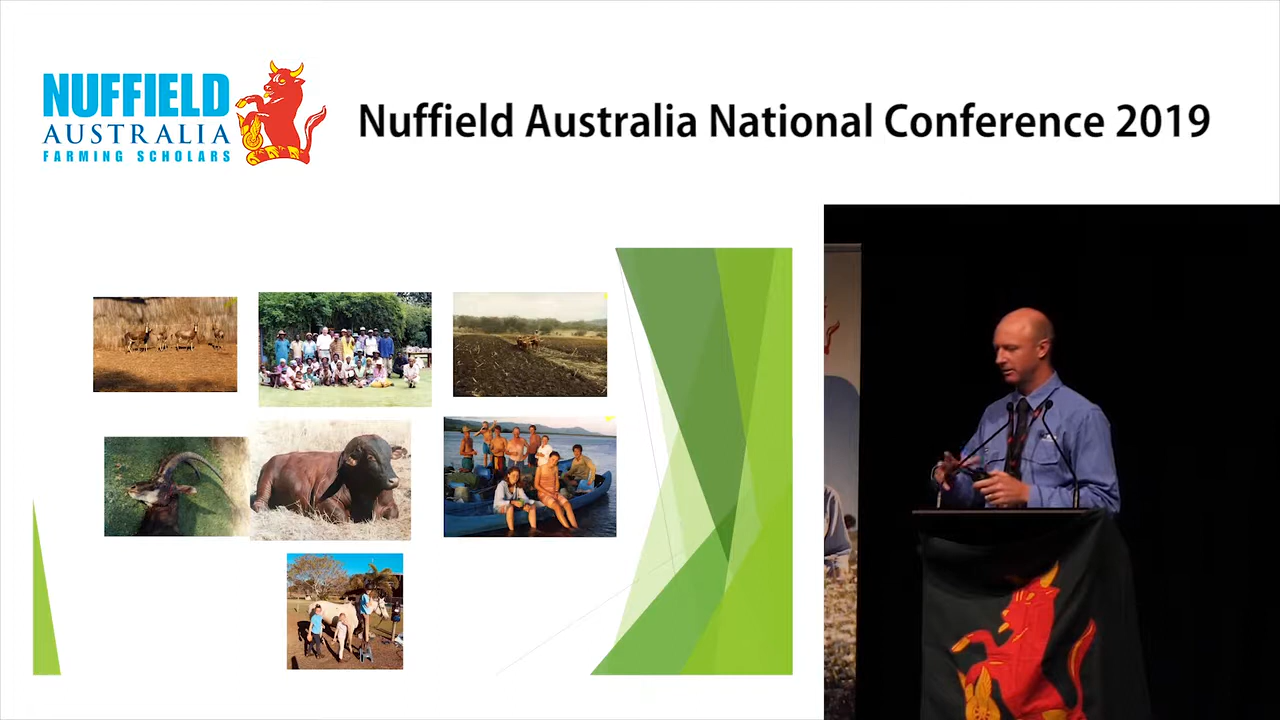 NUFFIELD
AUSTRALIA
FARMING SCHOLARS
Nuffield Australia National Conference 2019